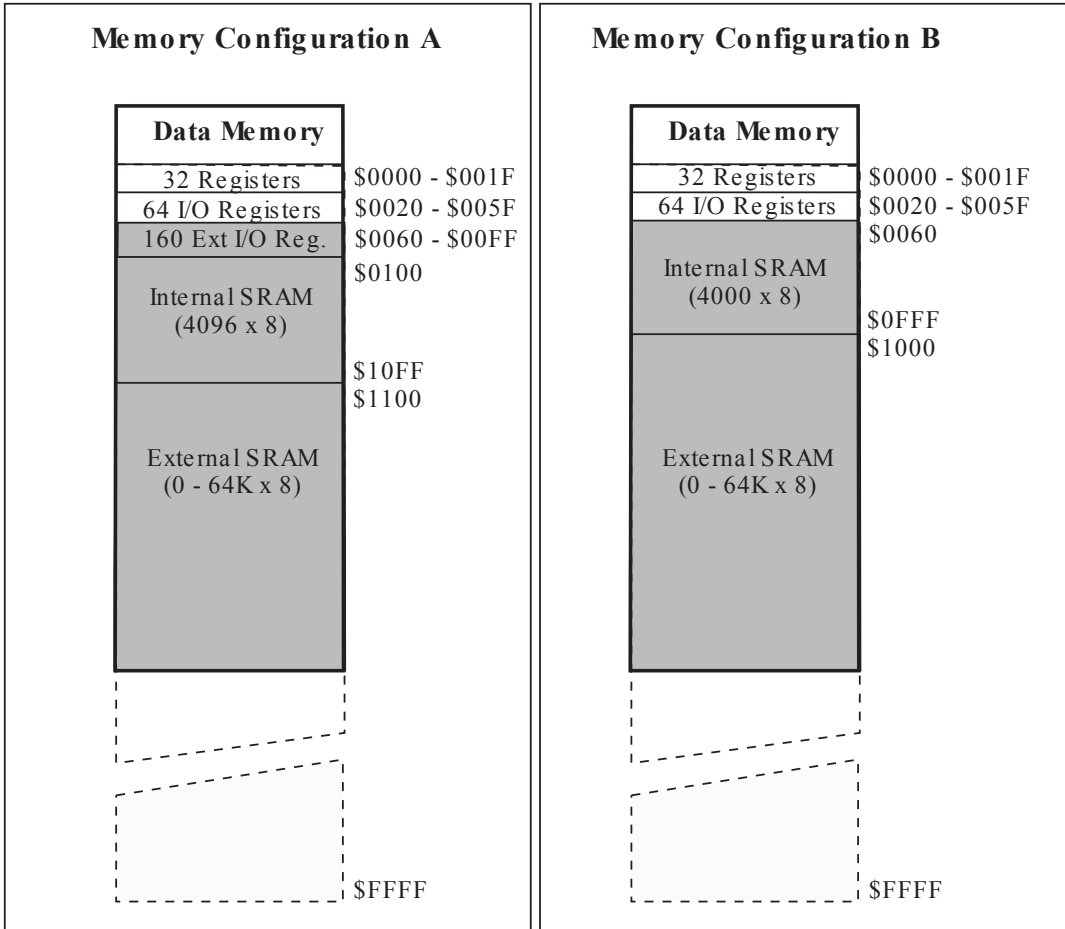 Memory Configuration A
Data Memory
32 Registers
$0000 - $001F
64 I/O Registers
$0020 - $005F
160 Ext I/O Reg.
$0060 - $00FF
$0100
Internal SRAM
(4096 x 8)
$10FF
$1100
External SRAM
(0 - 64K x 8)
$FFFF
Memory Configuration B
Data Memory
32 Registers
$0000 - $001F
64 I/O Registers
$0020 - $005F
$0060
Internal SRAM
(4000 x 8)
$0FFF
$1000
External SRAM
(0 - 64K x 8)
$FFFF